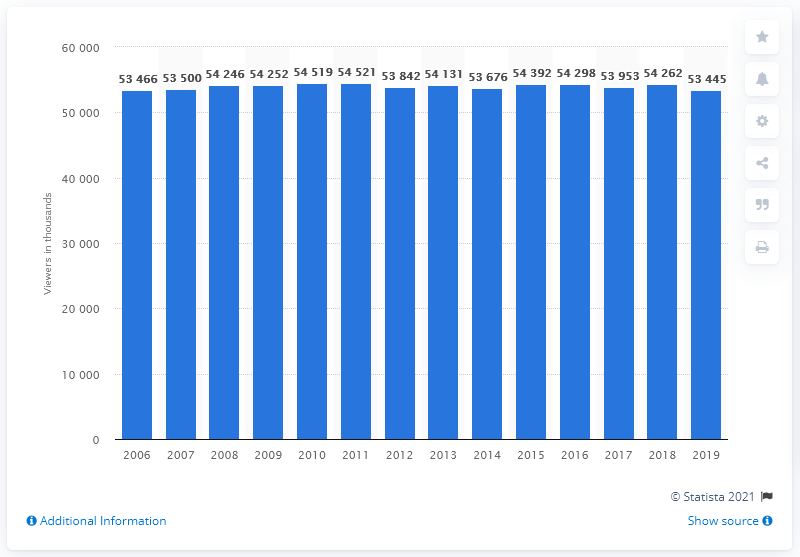 60 000
50 000
40 000
30 000
20 000
10 000
0
Viewers in thousands
53 466 53 500 54 246 54 252 54 519 54 521 53 842 54 131 53 676 54 392 54 298 53 953 54 262 53 445
2006 2007 2008 2009 2010 2011 2012 2013 2014 2015 2016 2017 2018 2019
© Statista 2021
Additional Information
Show source